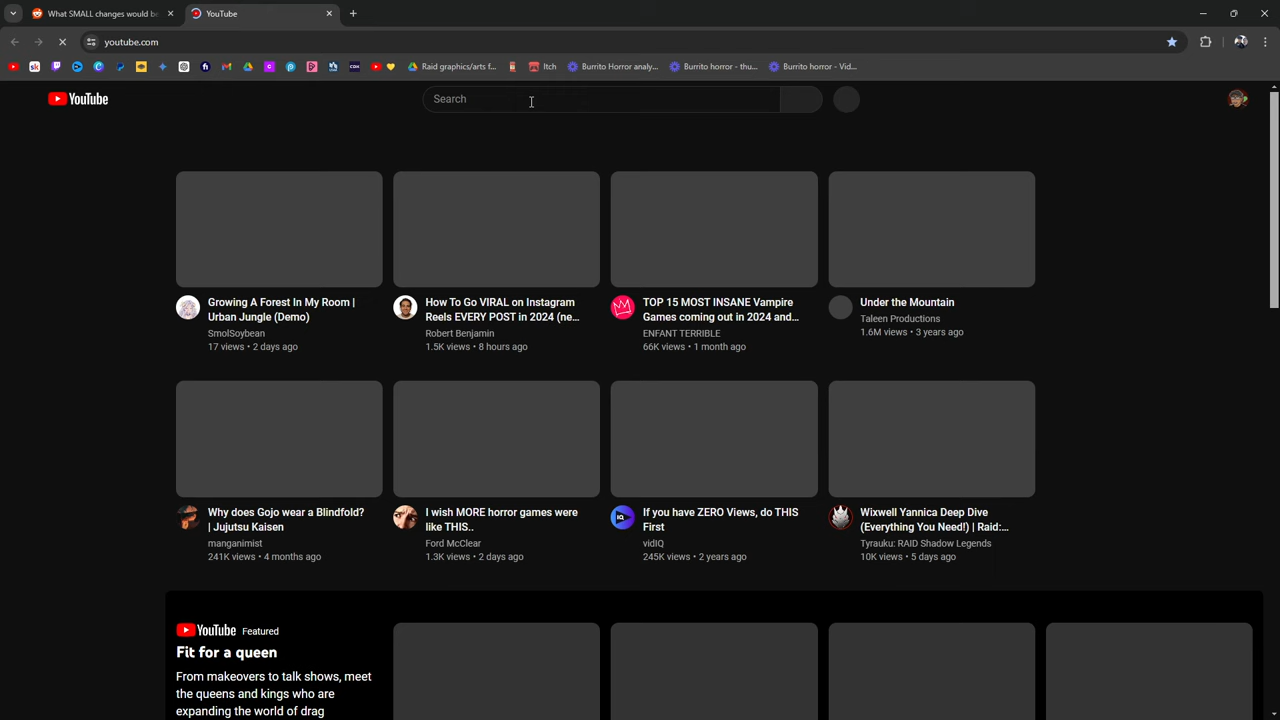 What SMALL changes would be
YouTube
youtube.com
Raid graphics/arts f...
Itch
Burrito Horror analy...
Burrito horror - thu...
Burrito horror - Vid...
YouTube
Search
Growing A Forest In My Room |
Urban Jungle (Demo)
SmolSoybean
17 views • 2 days ago
How To Go VIRAL on Instagram
Reels EVERY POST in 2024 (ne...
Robert Benjamin
1.5K views • 8 hours ago
TOP 15 MOST INSANE Vampire
Games coming out in 2024 and...
ENFANT TERRIBLE
66K views • 1 month ago
Under the Mountain
Taleen Productions
1.6M views • 3 years ago
Why does Gojo wear a Blindfold?
| Jujutsu Kaisen
manganimist
241K views • 4 months ago
I wish MORE horror games were
like THIS..
Ford McClear
1.3K views • 2 days ago
If you have ZERO Views, do THIS
First
vidIQ
245K views • 2 years ago
Wixwell Yannica Deep Dive
(Everything You Need!) | Raid:...
Tyrauku: RAID Shadow Legends
10K views • 5 days ago
YouTube Featured
Fit for a queen
From makeovers to talk shows, meet
the queens and kings who are
expanding the world of drag